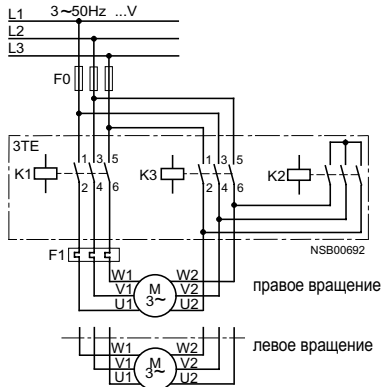 L1 3~50Hz ...V
L2
L3
F0
3TE
K1
1 3 5
2 4 6
K3
1 3 5
2 4 6
K2
NSB00692
F1
W1 W2
V1 M 3~ V2
U1 U2
правое вращение
левое вращение
W1 W2
V1 M 3~ V2
U1 U2